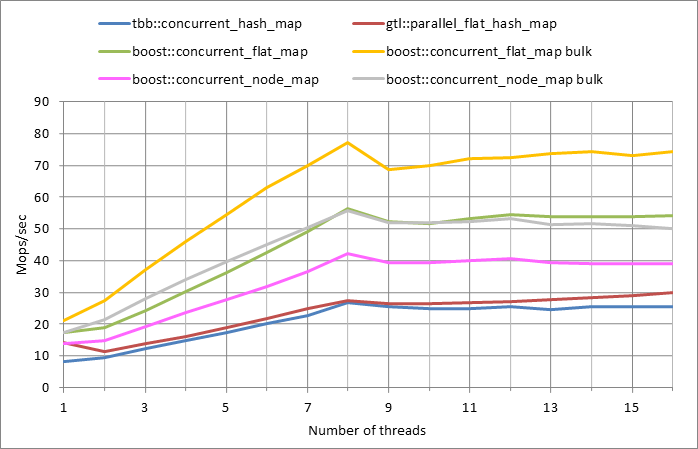 tbb::concurrent_hash_map gtl::parallel_flat_hash_map
boost::concurrent_flat_map boost::concurrent_flat_map bulk
boost::concurrent_node_map boost::concurrent_node_map bulk
90
80
70
60
50
40
30
20
10
0
Mops/sec
1 3 5 7 9 11 13 15
Number of threads